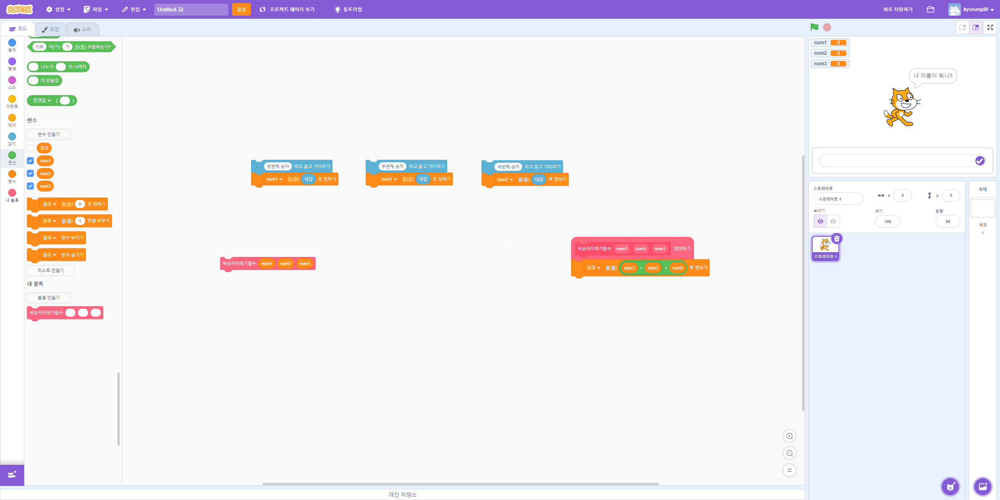 SCRATCH 설정 파일 편집 Untitled-32 공유 프로젝트 페이지 보기 튜토리얼 바로 저장하기 kyusung88
코드 모양 소리
동작
형태
소리
이벤트
제어
감지
연산
변수
내 블록
가위 이(가) 가 을(를) 포함하는가?
나누기 의 나머지
의 반올림
절댓값 ( )
변수
변수 만들기
결과
num1
num2
num3
결과 을(를) 0 로 정하기
결과 을(를) 1 만큼 바꾸기
결과 변수 보이기
결과 변수 숨기기
리스트 만들기
내 블록
블록 만들기
세숫자더하기함수
첫번째 숫자 라고 묻고 기다리기
num1 을(를) 대답 로 정하기
두번째 숫자 라고 묻고 기다리기
num2 을(를) 대답 로 정하기
세번째 숫자 라고 묻고 기다리기
num3 을(를) 대답 로 정하기
세숫자더하기함수 num1 num2 num3
세숫자더하기함수 num1 num1 num1 정의하기
결과 을(를) num1 + num2 + num3 로 정하기
개인 저장소
num1 0
num2 0
num3 0
너 이름이 뭐니?
스프라이트
스프라이트 1
x 0
y 0
보이기
크기
100
방향
90
스프라이트 1
무대
배경
1